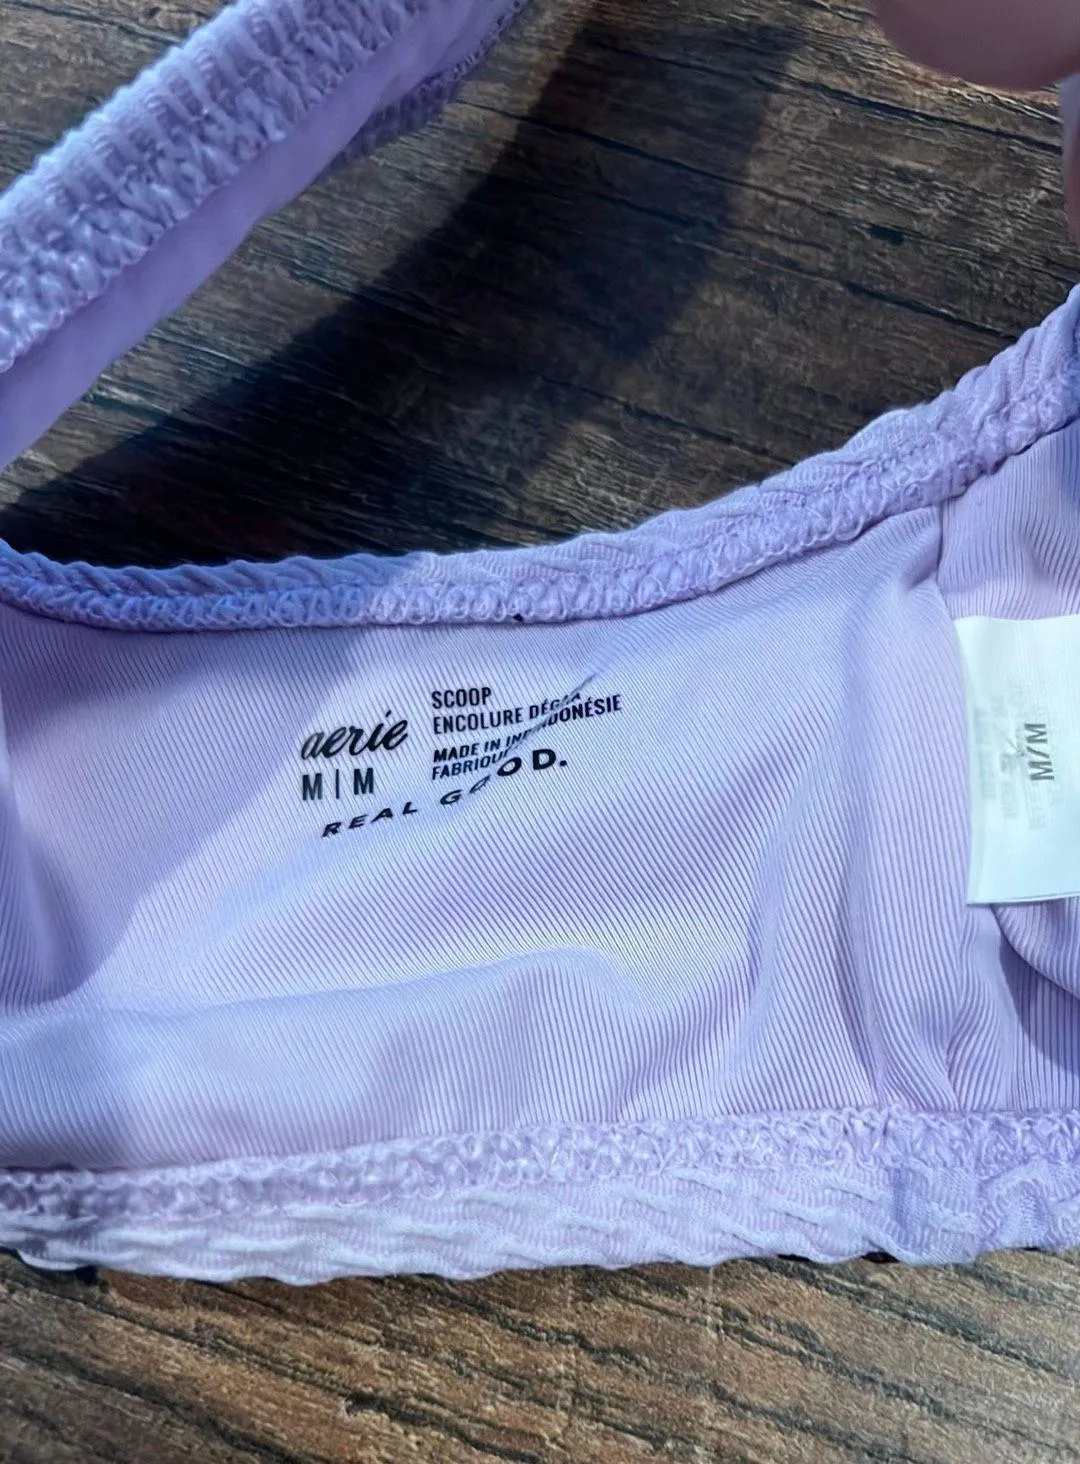 aerie
M|M
SCOOP
ENCOLURE
MADE IN
REAL GOOD.
M/M